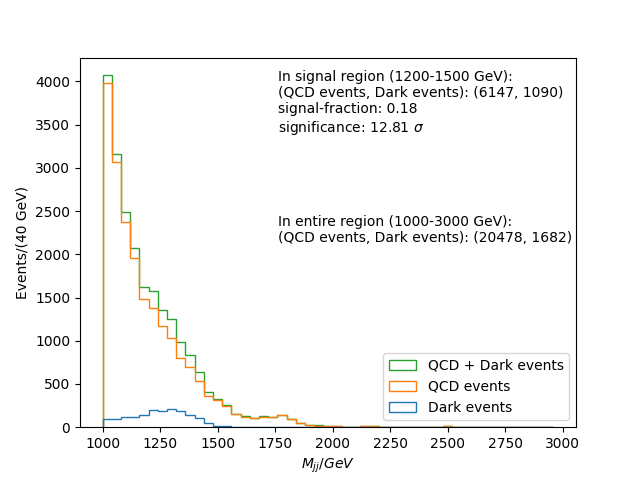 In signal region (1200-1500 GeV):
(QCD events, Dark events): (6147, 1090)
signal-fraction: 0.18
significance: 12.81 σ
In entire region (1000-3000 GeV):
(QCD events, Dark events): (20478, 1682)
Events/(40 GeV)
4000
3500
3000
2500
2000
1500
1000
500
0
QCD + Dark events
QCD events
Dark events
1000 1250 1500 1750 2000 2250 2500 2750 3000
M_{jj}/GeV